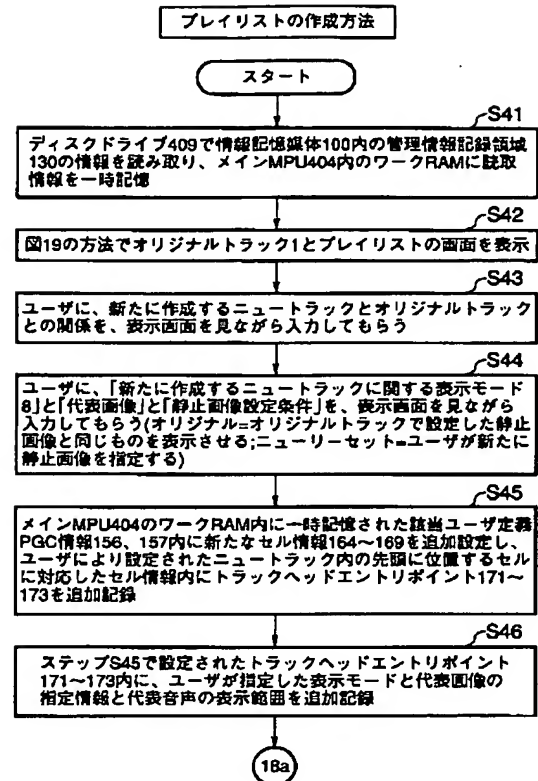 プレイリストの作成方法
スタート
S41
ディスクドライブ409で情報記憶媒体100内の管理情報記録領域
130の情報を読み取り、メインMPU404内のワークRAMに読取
情報を一時記憶
S42
図19の方法でオリジナルトラック1とプレイリストの画面を表示
S43
ユーザに、新たに作成するニュートラックとオリジナルトラック
との関係を、表示画面を見ながら入力してもらう
S44
ユーザに、「新たに作成するニュートラックに関する表示モード
8」と「代表画像」と「静止画像設定条件」を、表示画面を見ながら
入力してもらう(オリジナル=オリジナルトラックで設定した静止
画像と同じものを表示させる;ニューリーセット=ユーザが新たに
静止画像を指定する)
S45
メインMPU404のワークRAM内に一時記憶された該当ユーザ定義
PGC情報156、157内に新たなセル情報164～169を追加設定し、
ユーザにより設定されたニュートラック内の先頭に位置するセル
に対応したセル情報内にトラックヘッドエントリポイント171～
173を追加記録
S46
ステップS45で設定されたトラックヘッドエントリポイント
171～173内に、ユーザが指定した表示モードと代表画像の
指定情報と代表音声の表示範囲を追加記録
18a